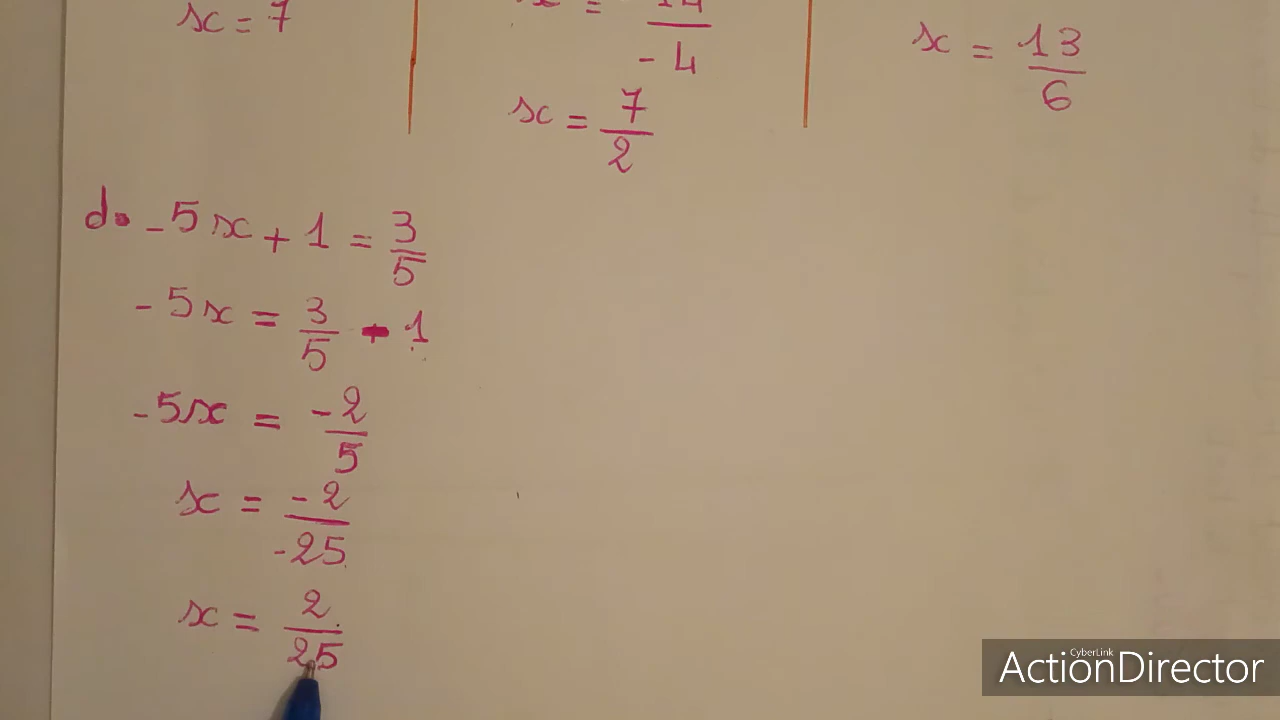 x = 7
x = 14/-4
x = 7/2
x = 13/6
d. -5x + 1 = 3/5
-5x = 3/5 - 1
-5x = -2/5
x = -2/-25
x = 2/25
CyberLink
ActionDirector